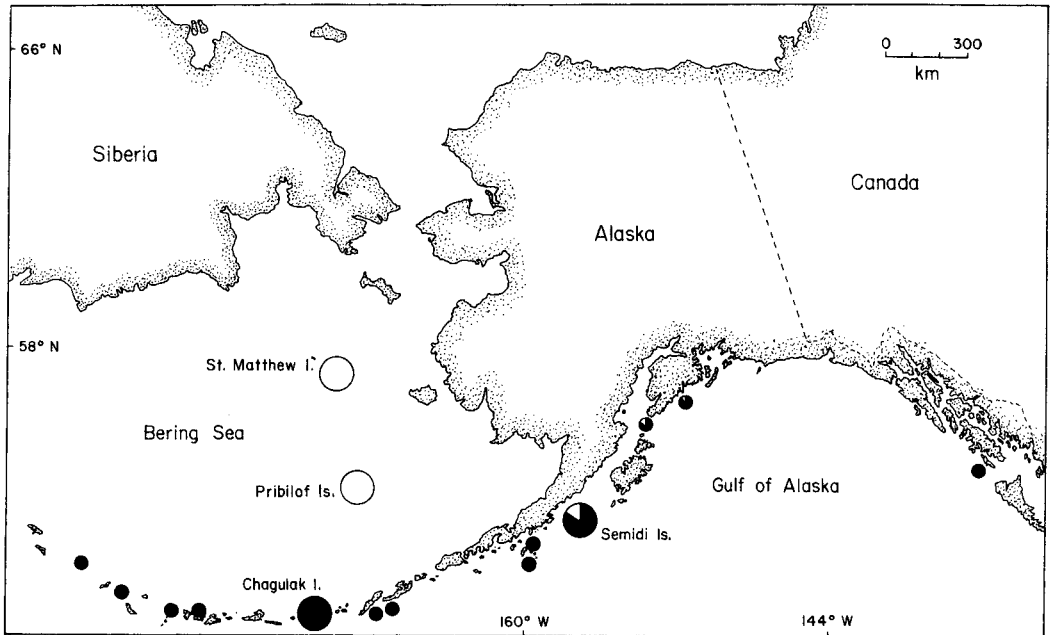 66° N
0 300
km
Siberia
Canada
Alaska
58° N
St. Matthew I.
Bering Sea
Pribilof Is.
Gulf of Alaska
Semidi Is.
Chagulak I.
160° W
144° W